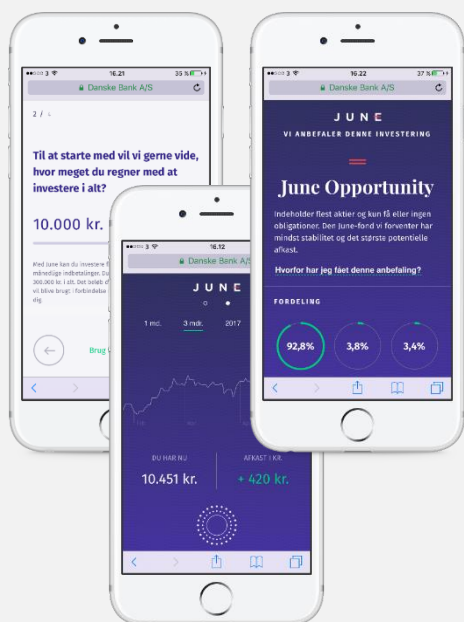 3 16.21 35 %
Danske Bank A/S
2 /
Til at starte med vil vi gerne vide,
hvor meget du regner med at
investere i alt?
10.000 kr.
Med June kan du investere
månedlige indbetalinger. Du
300.000 kr. i alt. Det beløb
vil blive brugt i forbindelse
dig.
Brug
3 16.12
Danske Bank A/S
JUNE
1 md. 3 mdr. 2017
DU HAR NU AFKAST I KR.
10.451 kr. + 420 kr.
3 16.22 37 %
Danske Bank A/S
JUNE
VI ANBEFALER DENNE INVESTERING
June Opportunity
Indeholder flest aktier og kun få eller ingen
obligationer. Den June-fond vi forventer har
mindst stabilitet og det største potentielle
afkast.
Hvorfor har jeg fået denne anbefaling?
FORDELING
92,8% 3,8% 3,4%